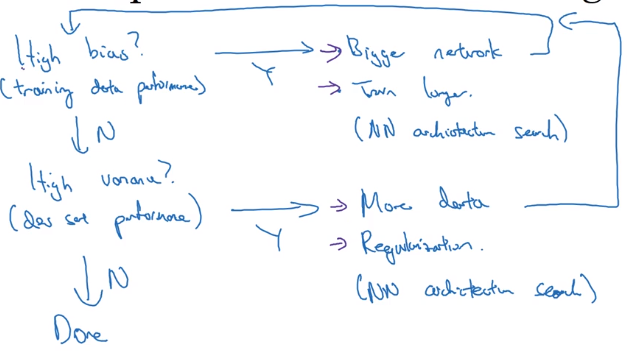 High bias?
(training data performance)
Y
Bigger network
Train longer.
(NN architecture search)
N
High variance?
(dev set performance)
Y
More data
Regularization.
(NN architecture search)
N
Done